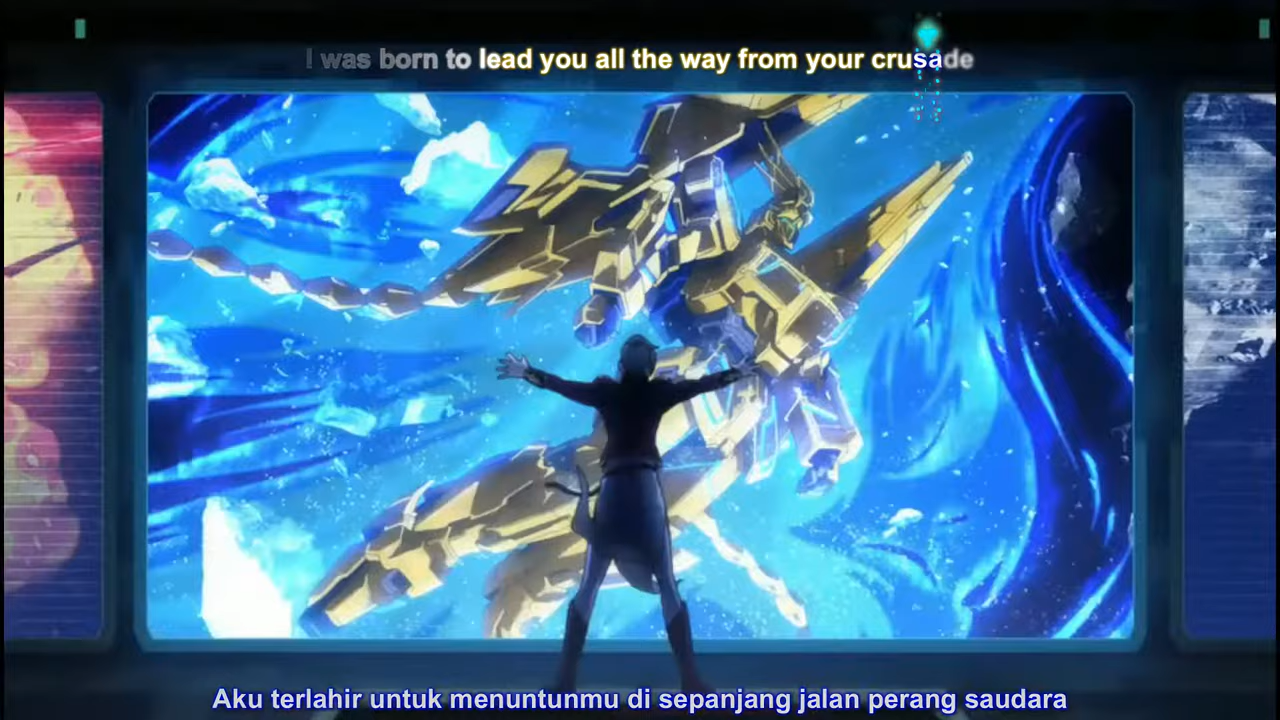 I was born to lead you all the way from your crusade
Aku terlahir untuk menuntunmu di sepanjang jalan perang saudara